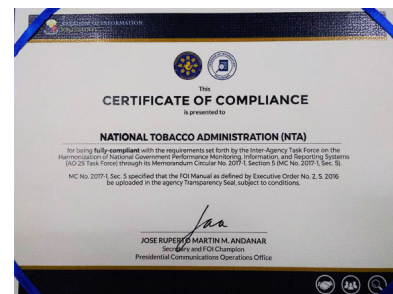 FREEDOM OF INFORMATION
This
CERTIFICATE OF COMPLIANCE
is presented to
NATIONAL TOBACCO ADMINISTRATION (NTA)
for being fully-compliant with the requirements set forth by the Inter-Agency Task Force on the
Harmonization of National Government Performance Monitoring, Information, and Reporting Systems
(AO 25 Task Force) through its Memorandum Circular No. 2017-1, Section 5 (MC No. 2017-1, Sec. 5).
MC No. 2017-1, Sec. 5 specified that the FOI Manual as defined by Executive Order No. 2, S. 2016
be uploaded in the agency Transparency Seal, subject to conditions.
JOSE RUPERTO MARTIN M. ANDANAR
Secretary and FOI Champion
Presidential Communications Operations Office